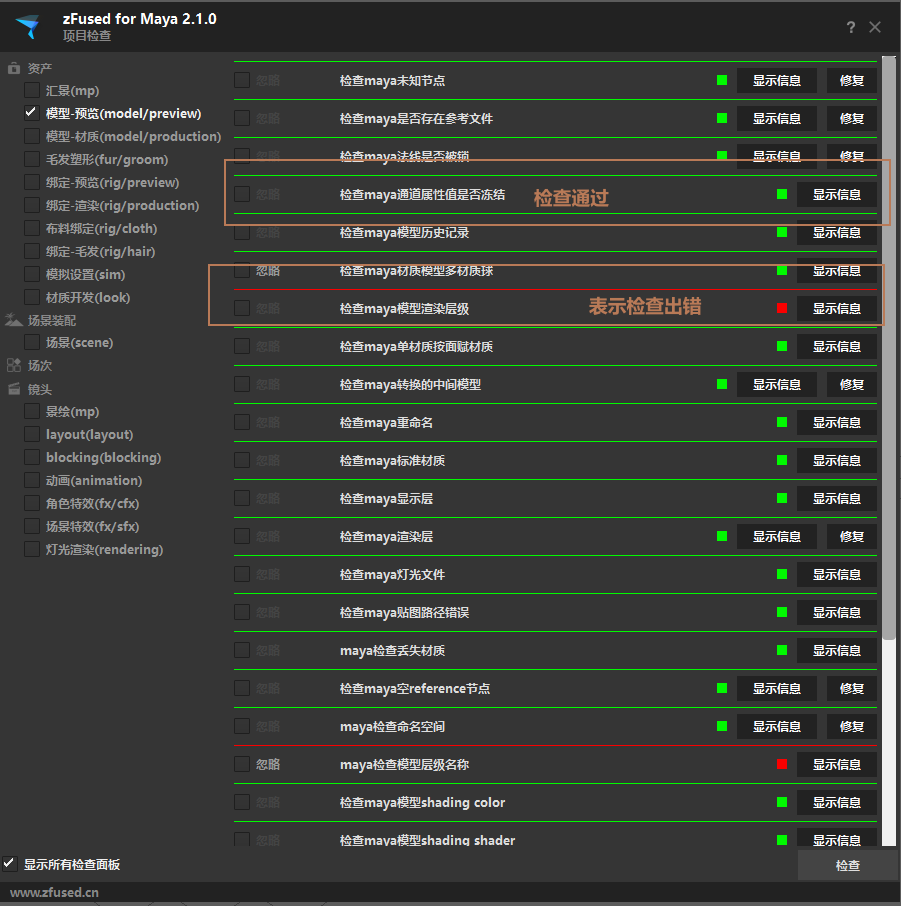 zFused for Maya 2.1.0
项目检查
?
资产
汇景(mp)
模型-预览(model/preview)
模型-材质(model/production)
毛发塑形(fur/groom)
绑定-预览(rig/preview)
绑定-渲染(rig/production)
布料绑定(rig/cloth)
绑定-毛发(rig/hair)
模拟设置(sim)
材质开发(look)
场景装配
场景(scene)
场次
镜头
景绘(mp)
layout(layout)
blocking(blocking)
动画(animation)
角色特效(fx/cfx)
场景特效(fx/sfx)
灯光渲染(rendering)
忽略 检查maya未知节点 显示信息 修复
忽略 检查maya是否存在参考文件 显示信息 修复
忽略 检查maya法线是否被锁 显示信息 修复
忽略 检查maya通道属性值是否冻结 检查通过 显示信息
忽略 检查maya模型历史记录 显示信息
忽略 检查maya材质模型多材质球 显示信息
忽略 检查maya模型渲染层级 表示检查出错 显示信息
忽略 检查maya单材质按面赋材质 显示信息
忽略 检查maya转换的中间模型 显示信息 修复
忽略 检查maya重命名 显示信息
忽略 检查maya标准材质 显示信息
忽略 检查maya显示层 显示信息
忽略 检查maya渲染层 显示信息 修复
忽略 检查maya灯光文件 显示信息
忽略 检查maya贴图路径错误 显示信息
忽略 maya检查丢失材质 显示信息
忽略 检查maya空reference节点 显示信息 修复
忽略 maya检查命名空间 显示信息 修复
忽略 maya检查模型层级名称 显示信息
忽略 检查maya模型shading color 显示信息
忽略 检查maya模型shading shader 显示信息
显示所有检查面板
检查
www.zfused.cn